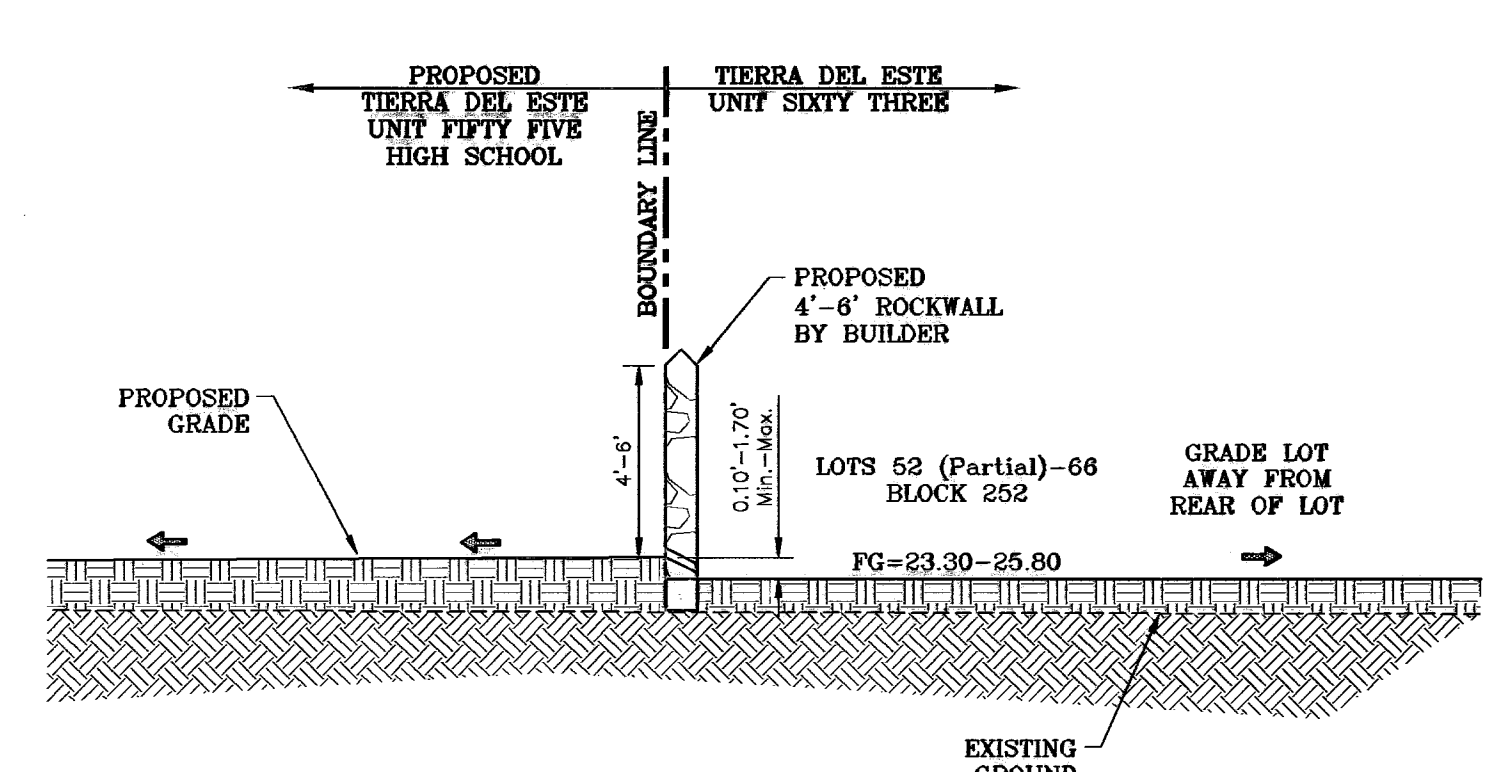 PROPOSED
TIERRA DEL ESTE
UNIT FIFTY FIVE
HIGH SCHOOL
TIERRA DEL ESTE
UNIT SIXTY THREE
BOUNDARY LINE
PROPOSED
4'-6' ROCKWALL
BY BUILDER
PROPOSED
GRADE
4'-6'
0.10'-1.70'
Min.-Max.
LOTS 52 (Partial)-66
BLOCK 252
GRADE LOT
AWAY FROM
REAR OF LOT
FG=23.30-25.80
EXISTING
GROUND